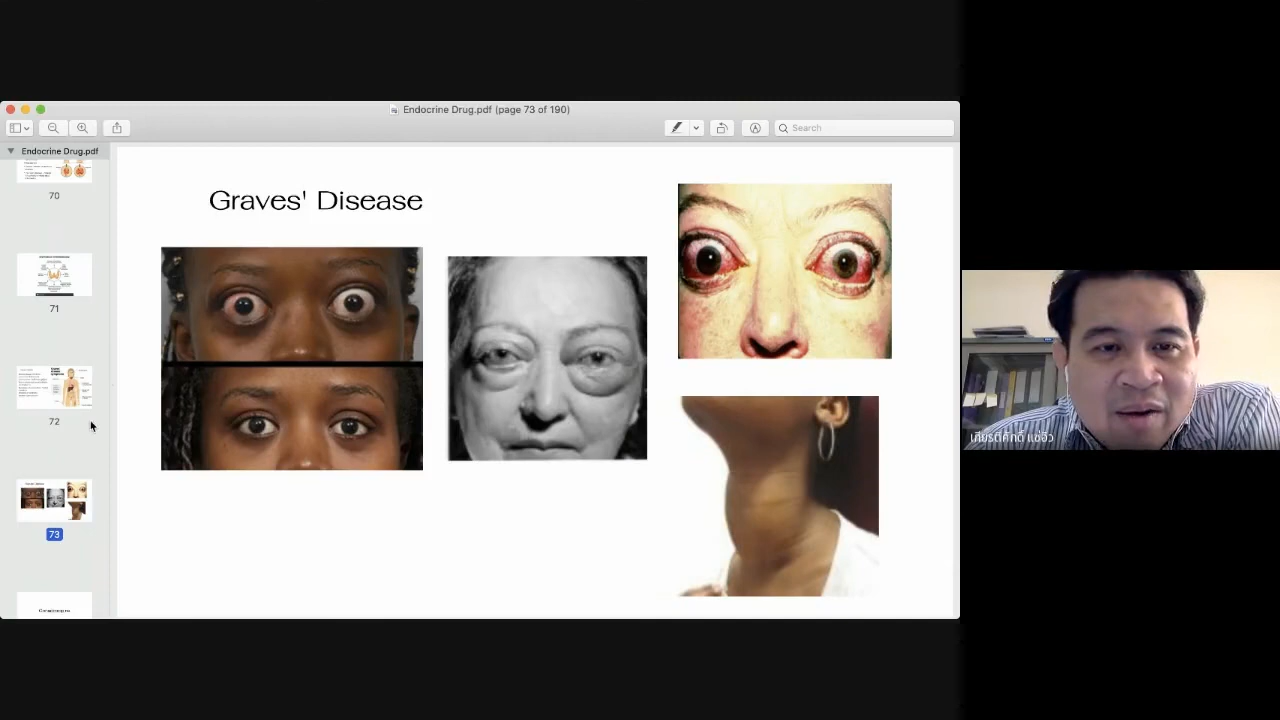 Endocrine Drug.pdf (page 73 of 190)
Search
Endocrine Drug.pdf
70
71
72
73
Graves' Disease
เกียรติศักดิ์ แซ่อิว